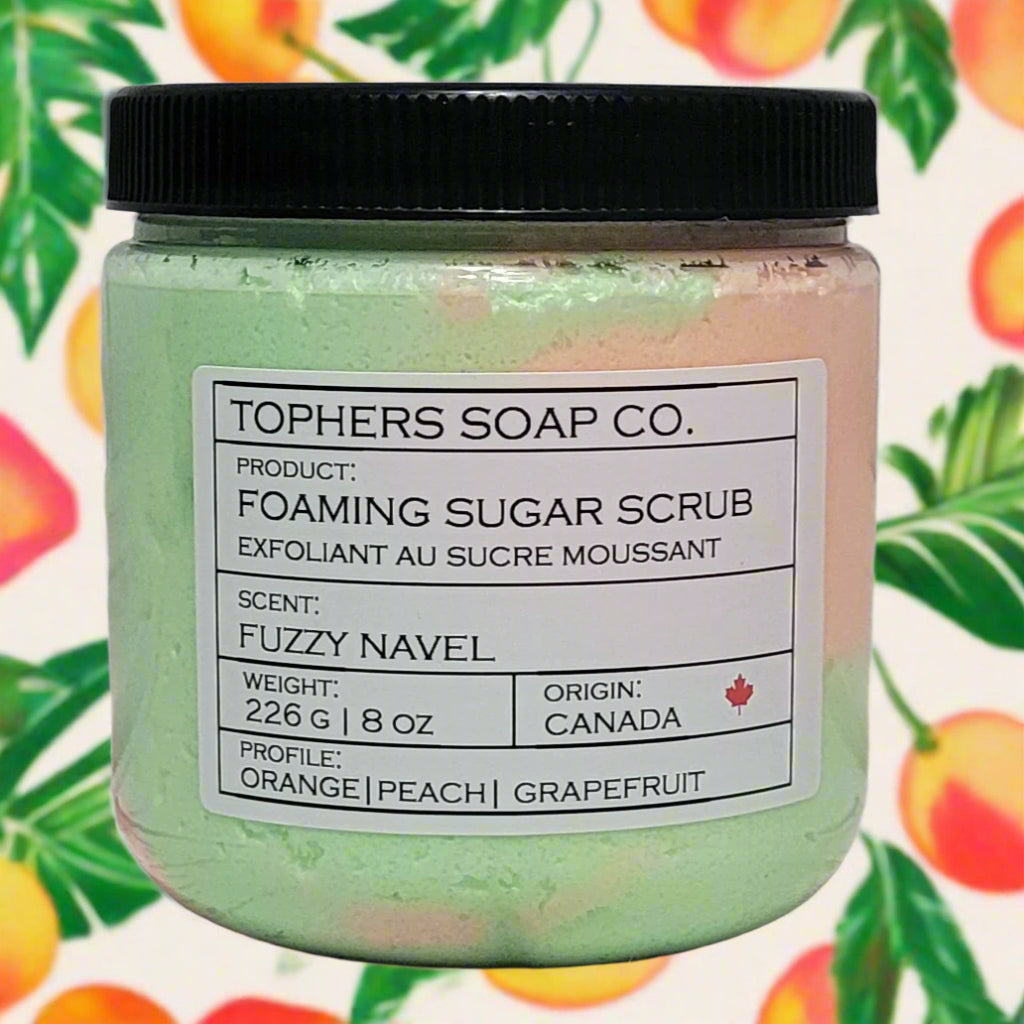 TOPHERS SOAP CO.
PRODUCT:
FOAMING SUGAR SCRUB
EXFOLIANT AU SUCRE MOUSSANT
SCENT:
FUZZY NAVEL
WEIGHT:
226 G | 8 OZ
ORIGIN:
CANADA
PROFILE:
ORANGE|PEACH| GRAPEFRUIT